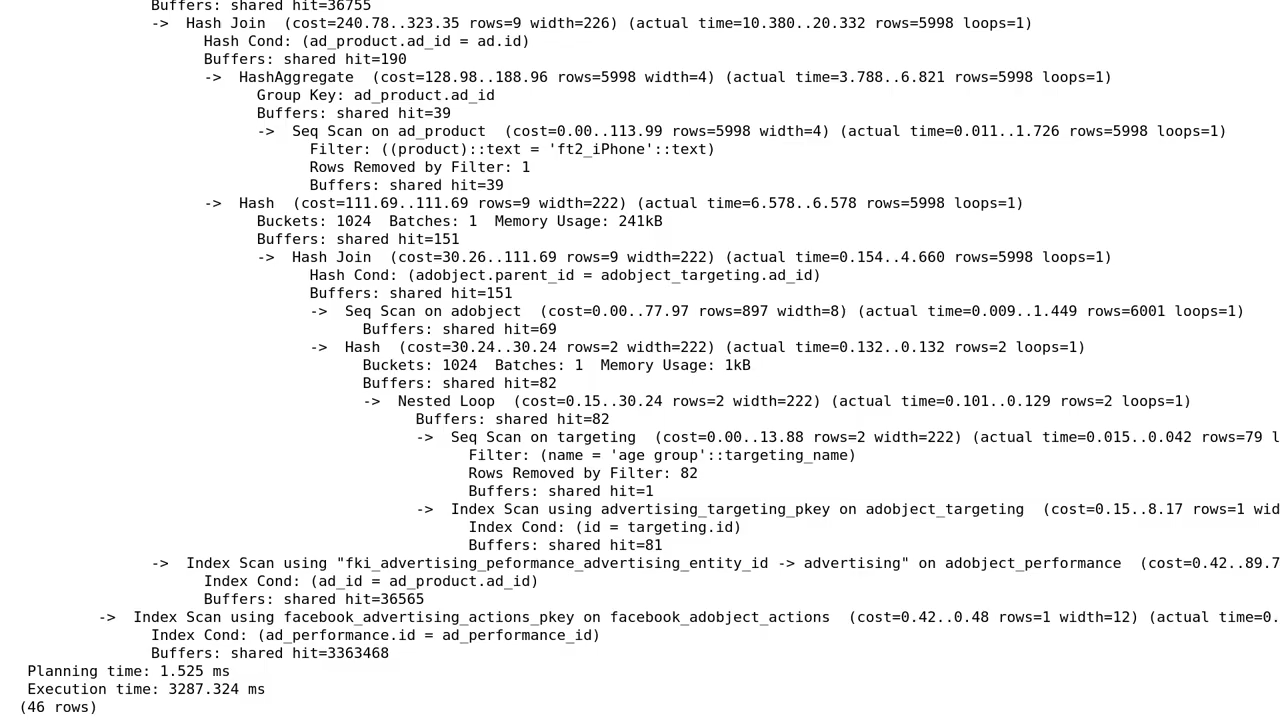 Buffers: shared hit=36755
-> Hash Join (cost=240.78..323.35 rows=9 width=226) (actual time=10.380..20.332 rows=5998 loops=1)
Hash Cond: (ad_product.ad_id = ad.id)
Buffers: shared hit=190
-> HashAggregate (cost=128.98..188.96 rows=5998 width=4) (actual time=3.788..6.821 rows=5998 loops=1)
Group Key: ad_product.ad_id
Buffers: shared hit=39
-> Seq Scan on ad_product (cost=0.00..113.99 rows=5998 width=4) (actual time=0.011..1.726 rows=5998 loops=1)
Filter: ((product)::text = 'ft2_iPhone'::text)
Rows Removed by Filter: 1
Buffers: shared hit=39
-> Hash (cost=111.69..111.69 rows=9 width=222) (actual time=6.578..6.578 rows=5998 loops=1)
Buckets: 1024 Batches: 1 Memory Usage: 241kB
Buffers: shared hit=151
-> Hash Join (cost=30.26..111.69 rows=9 width=222) (actual time=0.154..4.660 rows=5998 loops=1)
Hash Cond: (adobject.parent_id = adobject_targeting.ad_id)
Buffers: shared hit=151
-> Seq Scan on adobject (cost=0.00..77.97 rows=897 width=8) (actual time=0.009..1.449 rows=6001 loops=1)
Buffers: shared hit=69
-> Hash (cost=30.24..30.24 rows=2 width=222) (actual time=0.132..0.132 rows=2 loops=1)
Buckets: 1024 Batches: 1 Memory Usage: 1kB
Buffers: shared hit=82
-> Nested Loop (cost=0.15..30.24 rows=2 width=222) (actual time=0.101..0.129 rows=2 loops=1)
Buffers: shared hit=82
-> Seq Scan on targeting (cost=0.00..13.88 rows=2 width=222) (actual time=0.015..0.042 rows=79 l
Filter: (name = 'age group'::targeting_name)
Rows Removed by Filter: 82
Buffers: shared hit=1
-> Index Scan using advertising_targeting_pkey on adobject_targeting (cost=0.15..8.17 rows=1 wid
Index Cond: (id = targeting.id)
Buffers: shared hit=81
-> Index Scan using "fki_advertising_peformance_advertising_entity_id -> advertising" on adobject_performance (cost=0.42..89.7
Index Cond: (ad_id = ad_product.ad_id)
Buffers: shared hit=36565
-> Index Scan using facebook_advertising_actions_pkey on facebook_adobject_actions (cost=0.42..0.48 rows=1 width=12) (actual time=0.
Index Cond: (ad_performance.id = ad_performance_id)
Buffers: shared hit=3363468
Planning time: 1.525 ms
Execution time: 3287.324 ms
(46 rows)